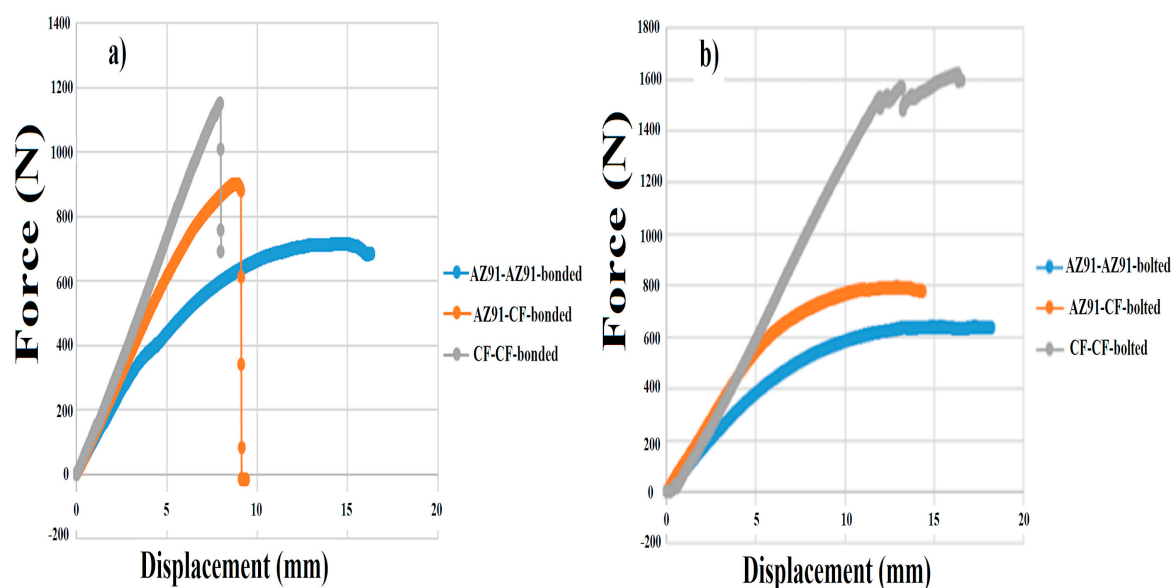 a)
1400
1200
1000
800
600
400
200
0
-200
0 5 10 15 20
Force (N)
Displacement (mm)
AZ91-AZ91-bonded
AZ91-CF-bonded
CF-CF-bonded
b)
1800
1600
1400
1200
1000
800
600
400
200
0
-200
0 5 10 15 20
Force (N)
Displacement (mm)
AZ91-AZ91-bolted
AZ91-CF-bolted
CF-CF-bolted